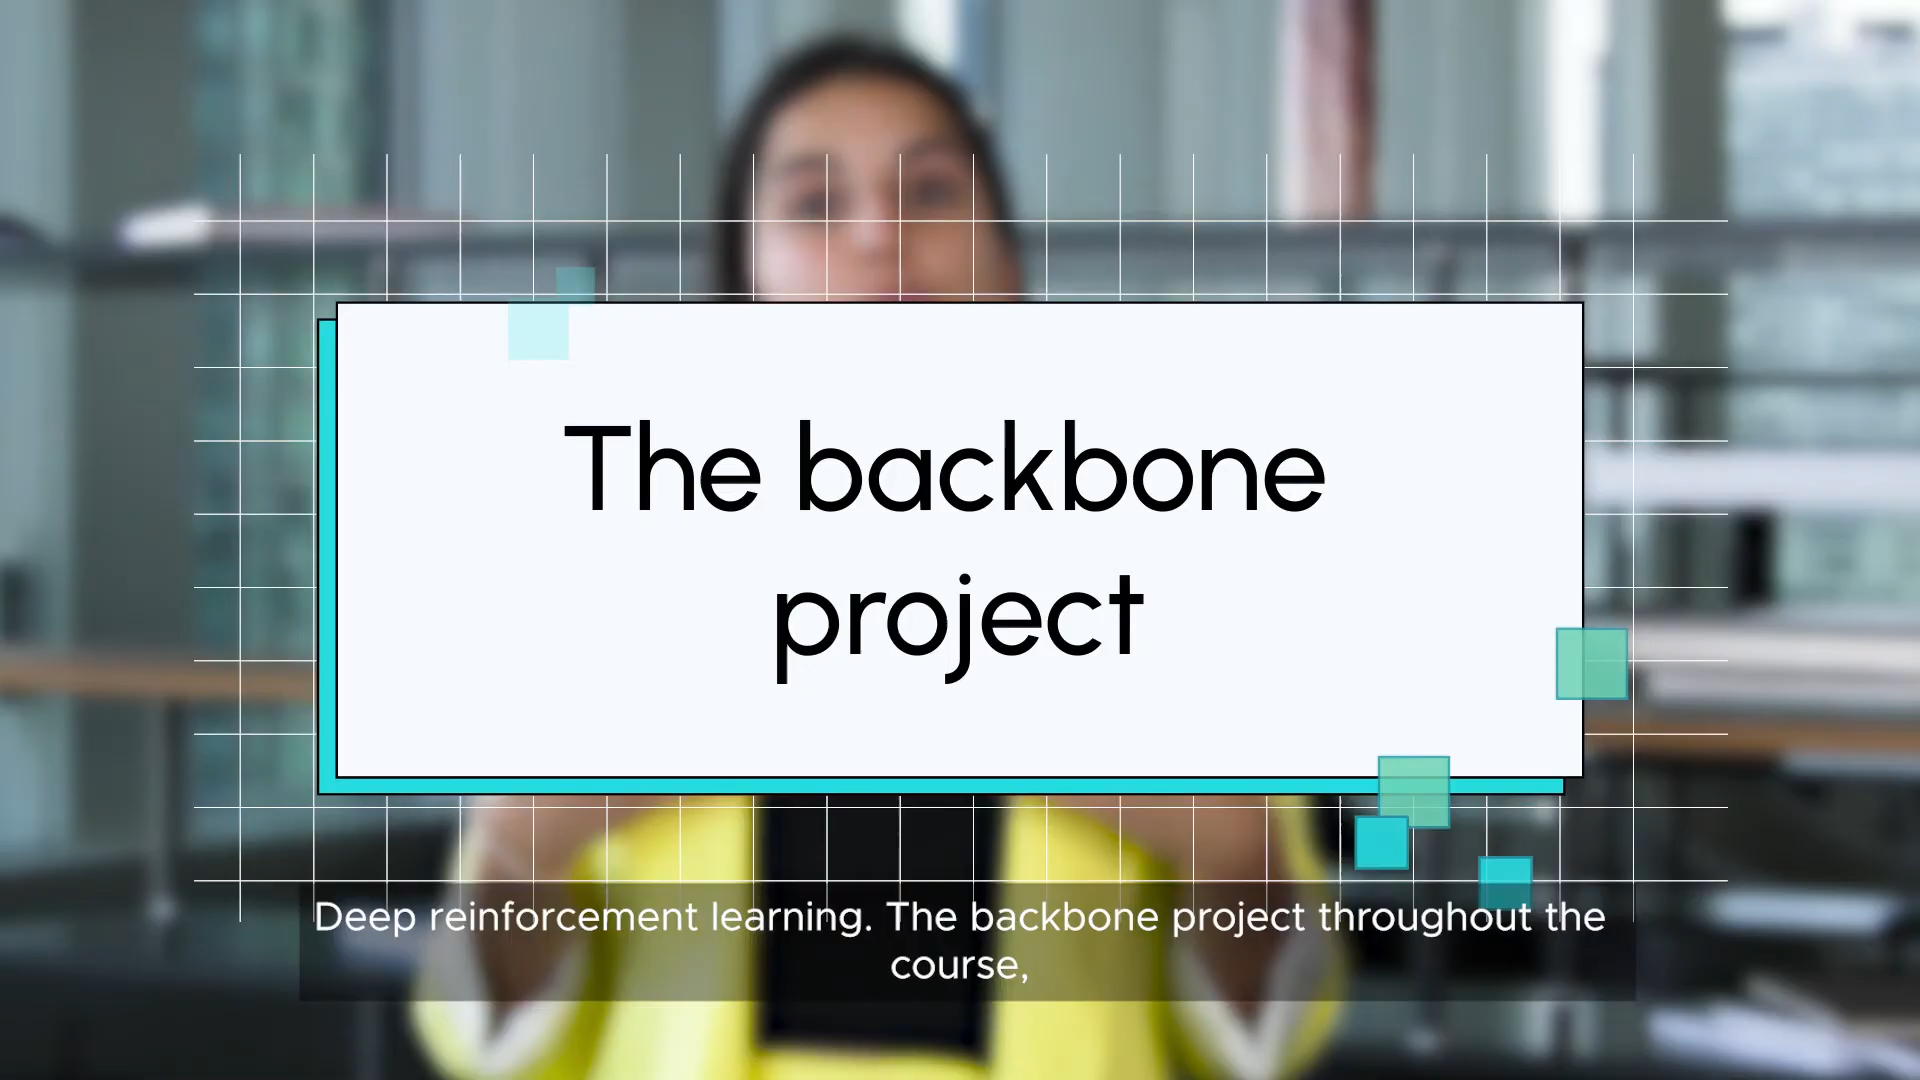 The backbone
project
Deep reinforcement learning. The backbone project throughout the
course,